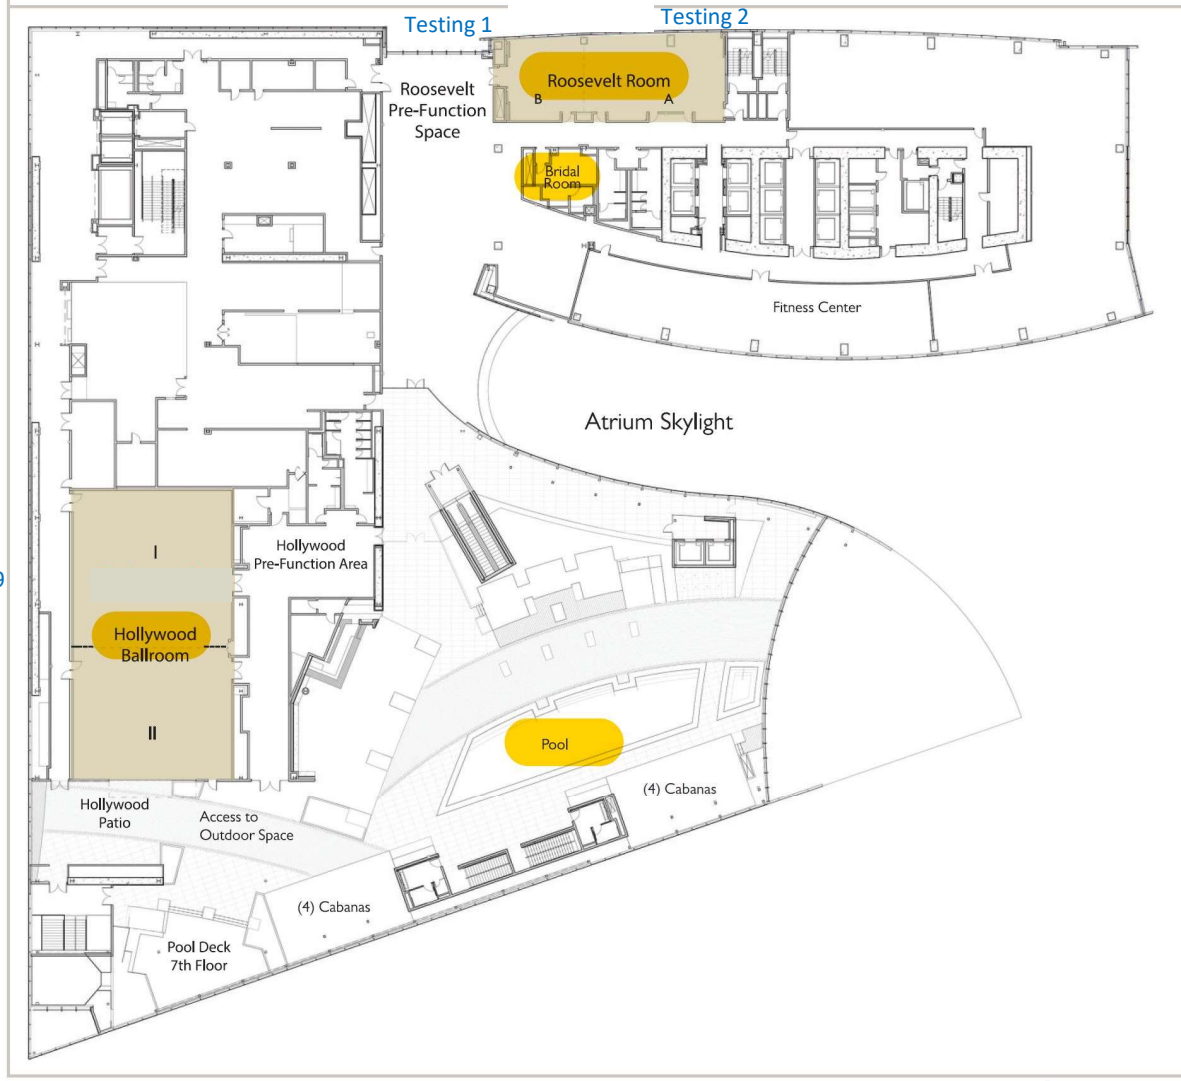 Testing 1
Testing 2
Roosevelt
Pre-Function
Space
Roosevelt Room
B
A
Bridal
Room
Fitness Center
Atrium Skylight
I
Hollywood
Pre-Function Area
9
Hollywood
Ballroom
II
Pool
(4) Cabanas
Hollywood
Patio
Access to
Outdoor Space
(4) Cabanas
Pool Deck
7th Floor